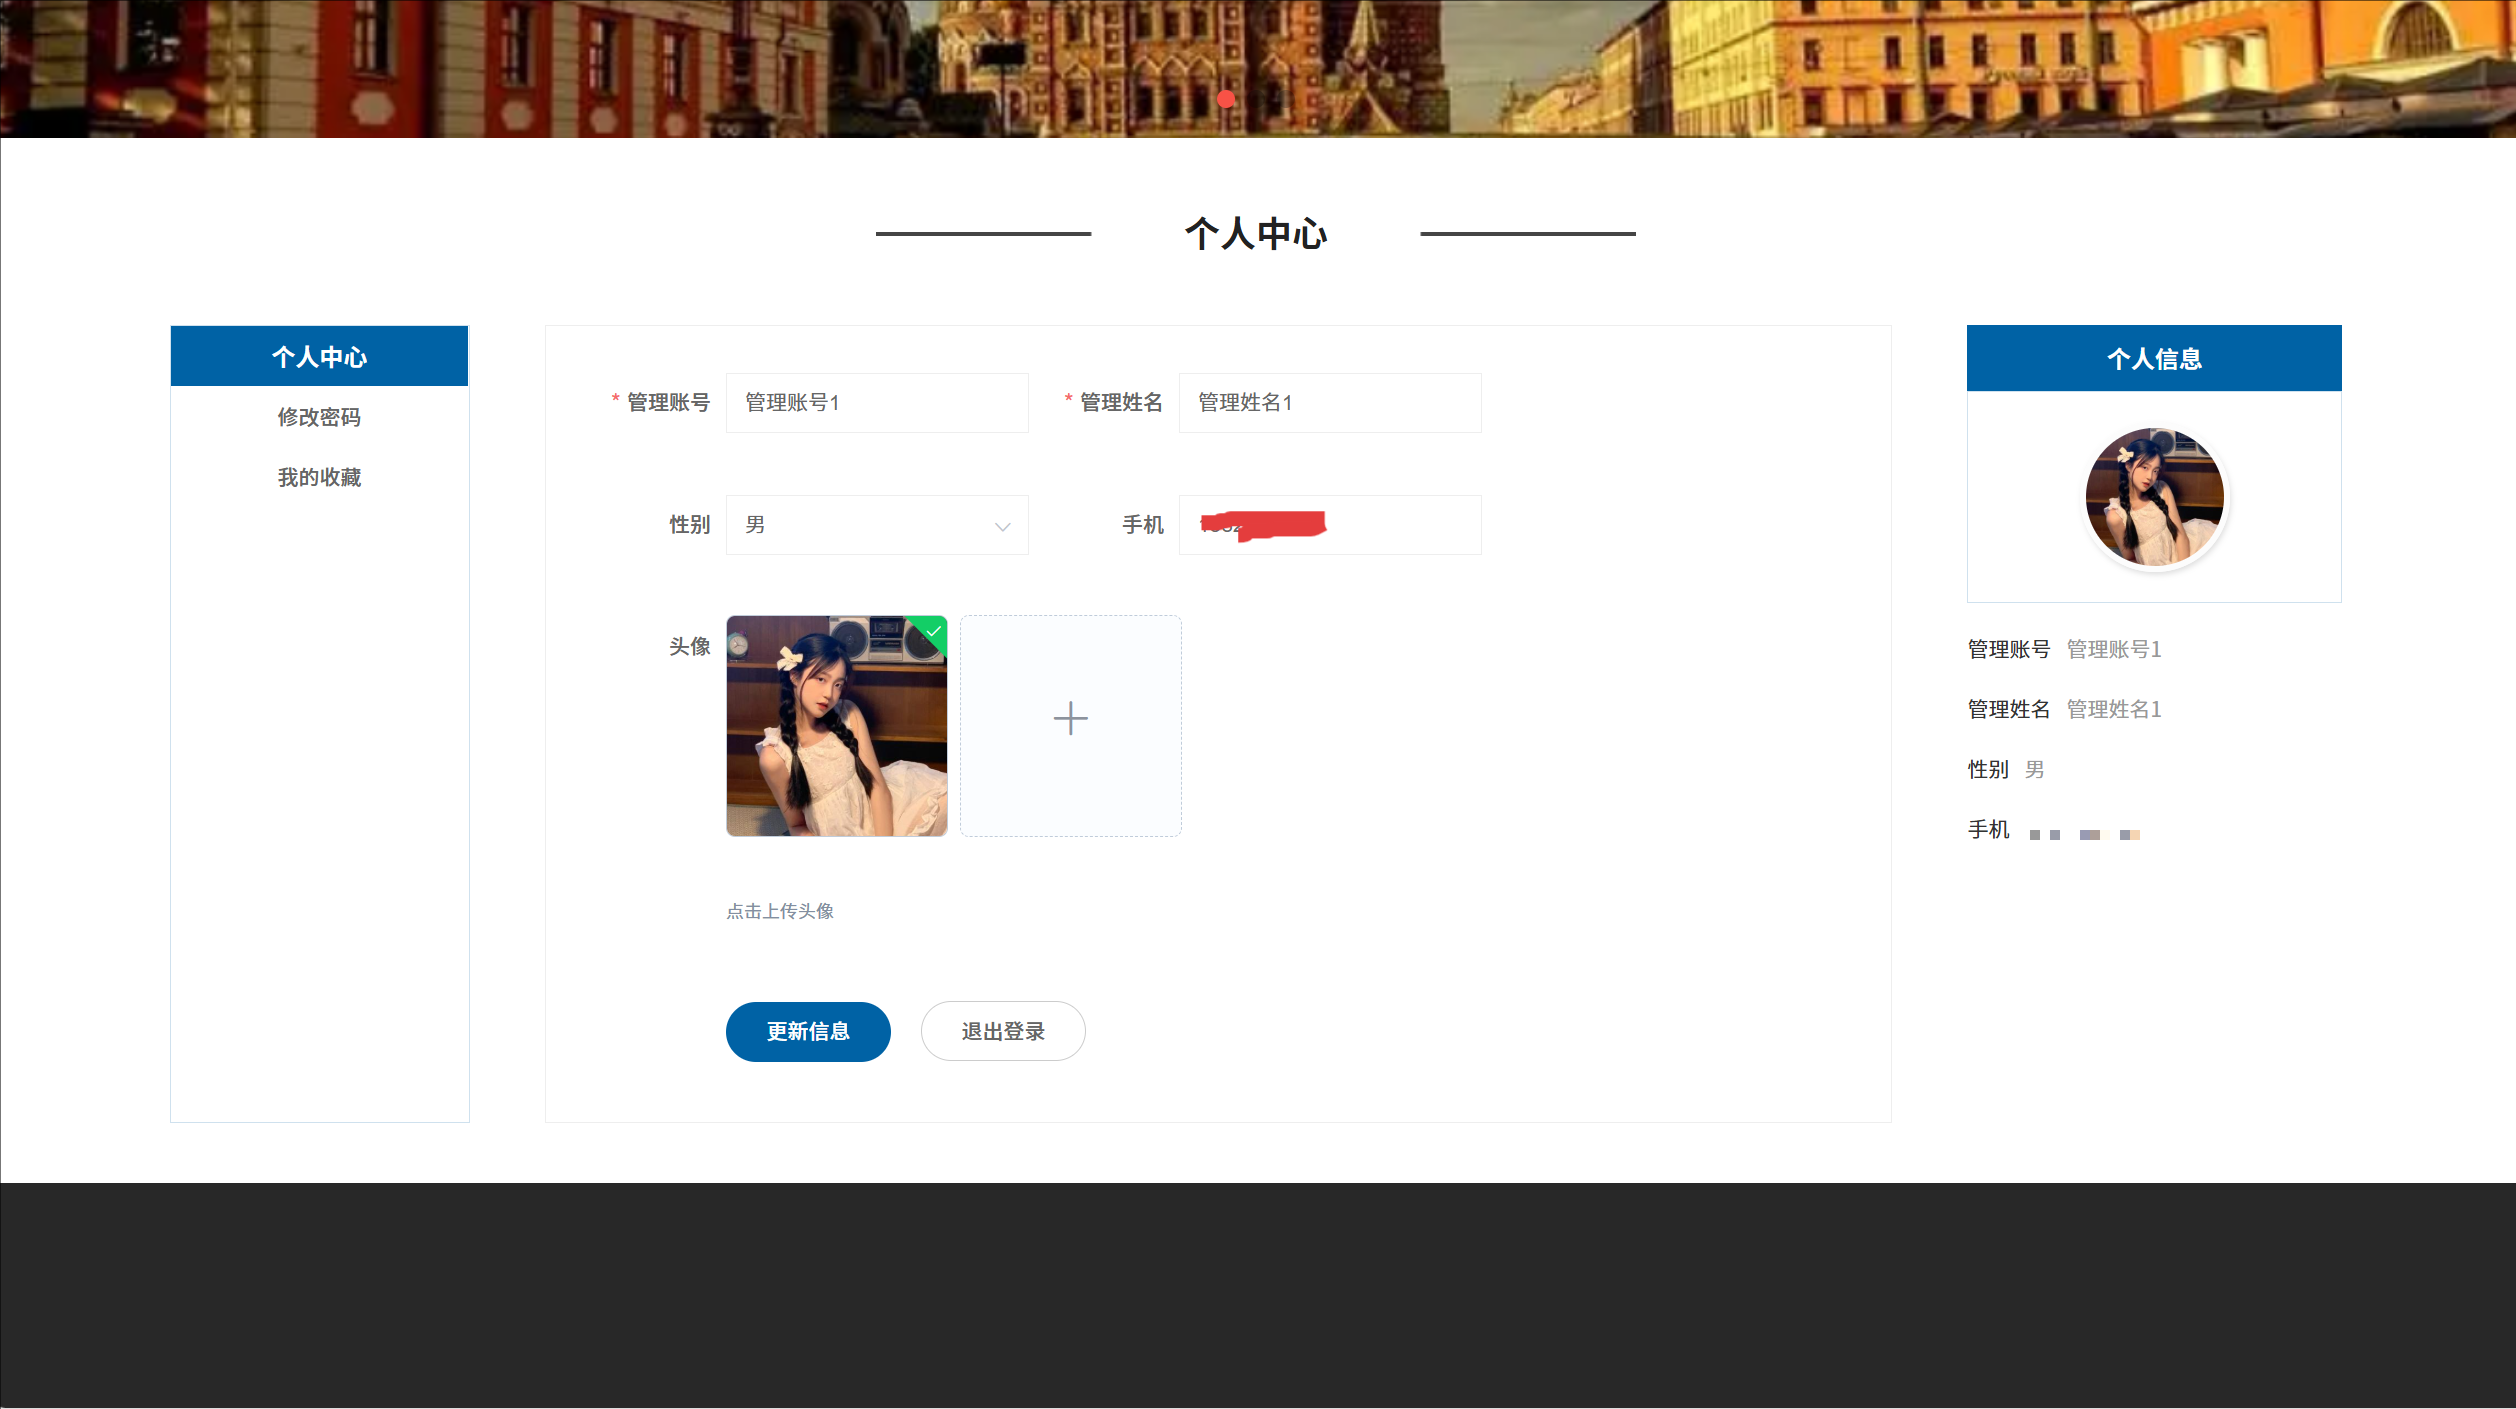 个人中心
个人中心
修改密码
我的收藏
* 管理账号 管理账号1 * 管理姓名 管理姓名1
性别 男 手机
头像
点击上传头像
更新信息 退出登录
个人信息
管理账号 管理账号1
管理姓名 管理姓名1
性别 男
手机